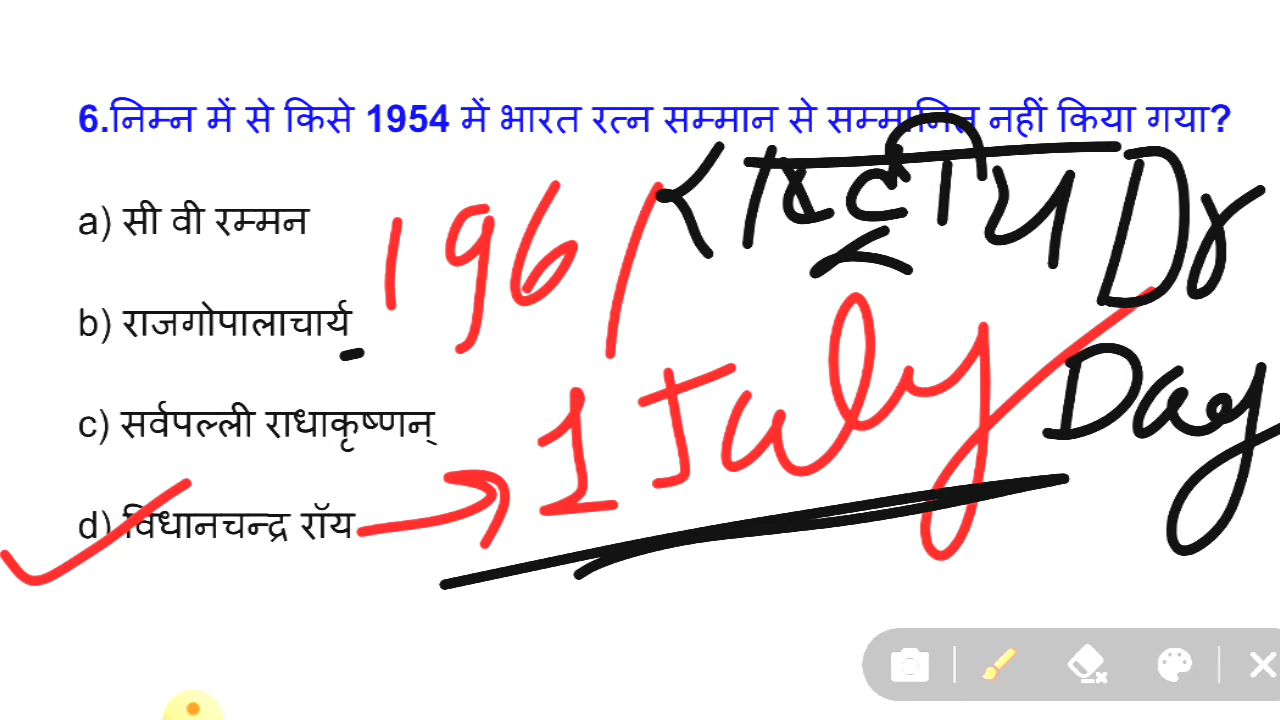 6.निम्न में से किसे 1954 में भारत रत्न सम्मान से सम्मानित नहीं किया गया?
राष्ट्रीय Dr
a) सी वी रम्मन
1961
b) राजगोपालाचार्य
1 July Day
c) सर्वपल्ली राधाकृष्णन्
d) विधानचन्द्र रॉय